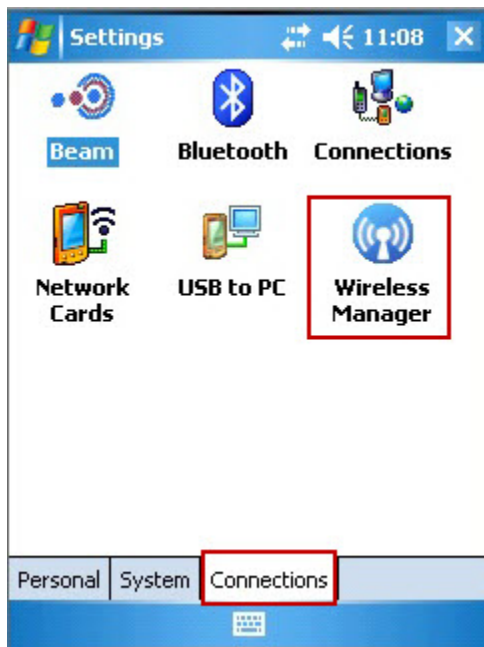 Settings 11:08
Beam Bluetooth Connections
Network Cards USB to PC Wireless Manager
Personal System Connections